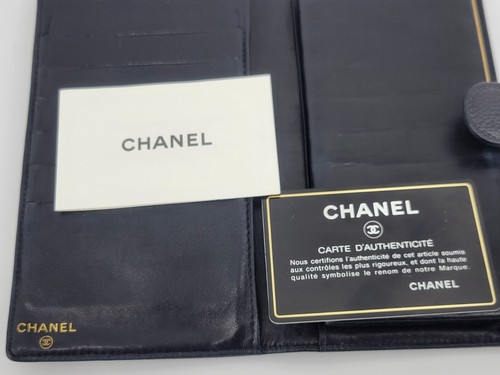 CHANEL
CHANEL
CARTE D'AUTHENTICITÉ
Nous certifions l'authenticité de cet article soumis
aux contrôles les plus rigoureux, et dont la haute
qualité symbolise le renom de notre Marque.
CHANEL
CHANEL